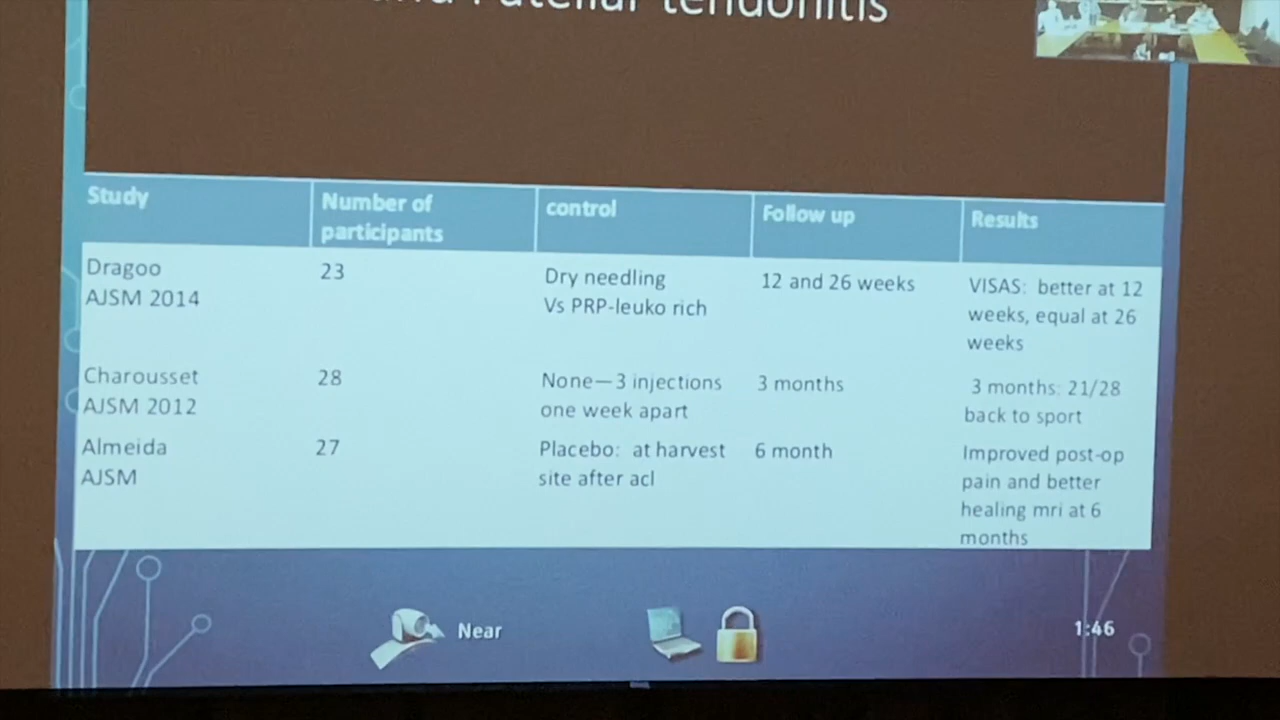 and Patellar tendonitis
Study
Number of
participants
control
Follow up
Results
Dragoo
AJSM 2014
23
Dry needling
Vs PRP-leuko rich
12 and 26 weeks
VISAS: better at 12
weeks, equal at 26
weeks
Charousset
AJSM 2012
28
None—3 injections
one week apart
3 months
3 months: 21/28
back to sport
Almeida
AJSM
27
Placebo: at harvest
site after acl
6 month
Improved post-op
pain and better
healing mri at 6
months
Near
1:46